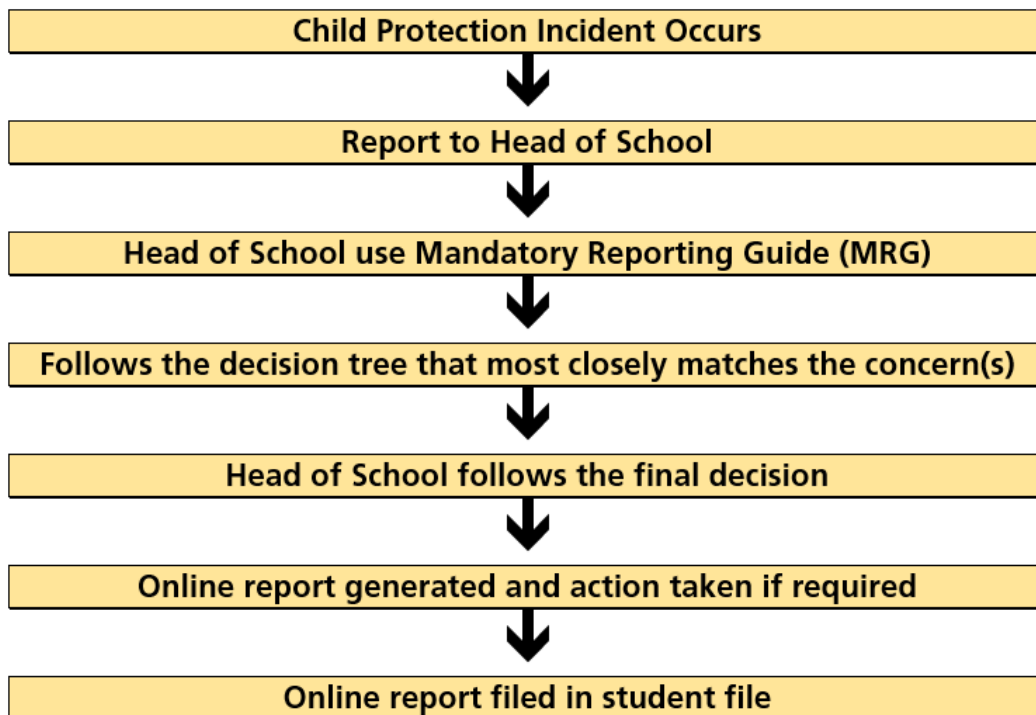 Child Protection Incident Occurs
Report to Head of School
Head of School use Mandatory Reporting Guide (MRG)
Follows the decision tree that most closely matches the concern(s)
Head of School follows the final decision
Online report generated and action taken if required
Online report filed in student file